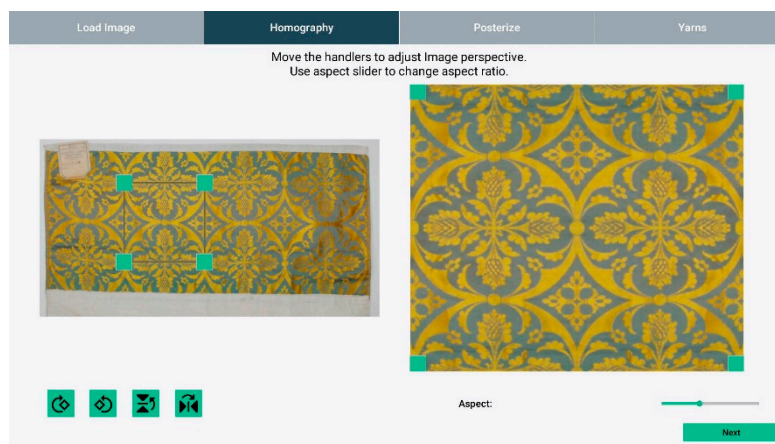 Load Image
Homography
Posterize
Yarns
Move the handlers to adjust Image perspective.
Use aspect slider to change aspect ratio.
Aspect:
Next